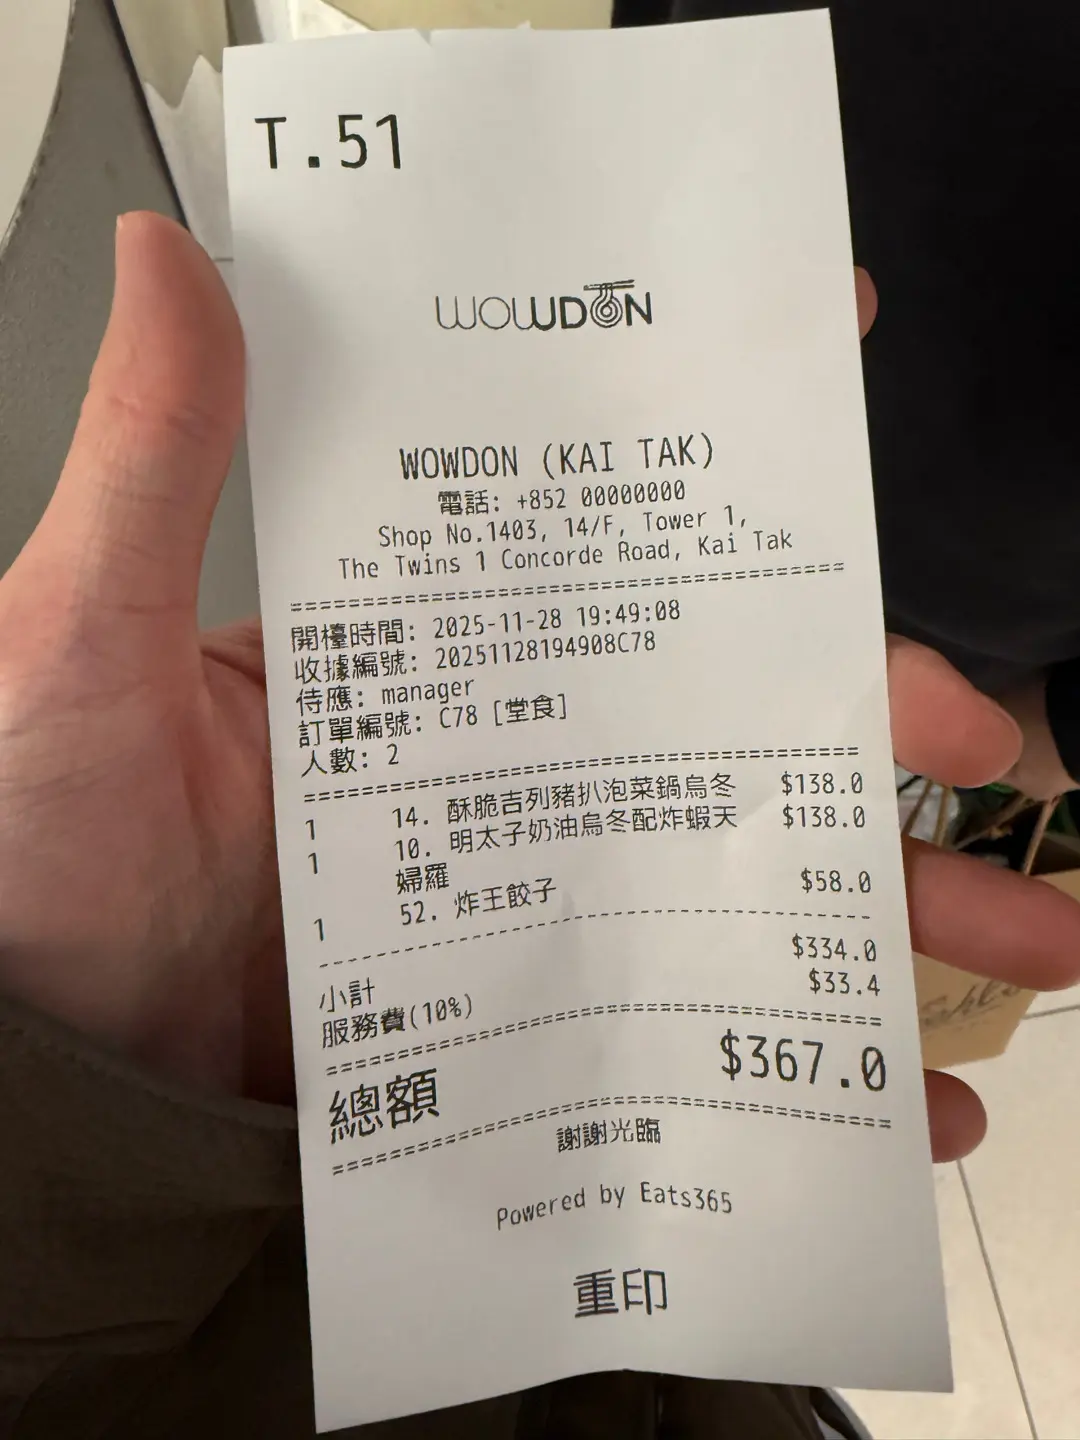 T.51
WOWDON
WOWDON (KAI TAK)
電話: +852 00000000
Shop No.1403, 14/F, Tower 1,
The Twins 1 Concorde Road, Kai Tak
開檯時間: 2025-11-28 19:49:08
收據編號: 20251128194908C78
侍應: manager
訂單編號: C78 [堂食]
人數: 2
1 14. 酥脆吉列豬扒泡菜鍋烏冬 $138.0
1 10. 明太子奶油烏冬配炸蝦天 $138.0
婦羅
1 52. 炸王餃子 $58.0
小計 $334.0
服務費(10%) $33.4
總額 $367.0
謝謝光臨
Powered by Eats365
重印